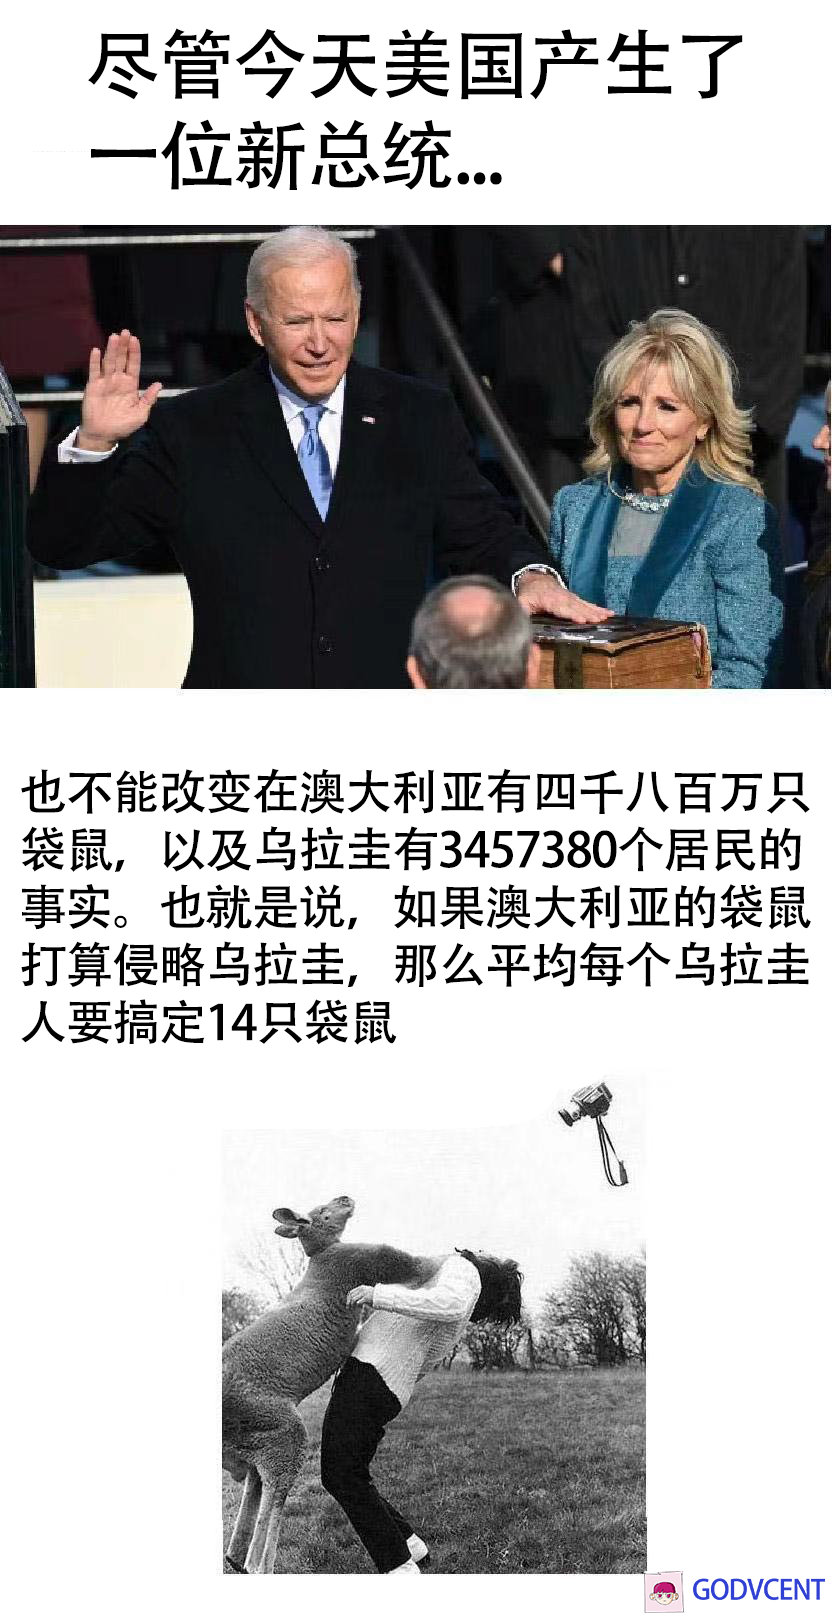 尽管今天美国产生了
一位新总统...
也不能改变在澳大利亚有四千八百万只
袋鼠，以及乌拉圭有3457380个居民的
事实。也就是说，如果澳大利亚的袋鼠
打算侵略乌拉圭，那么平均每个乌拉圭
人要搞定14只袋鼠
GODVCENT